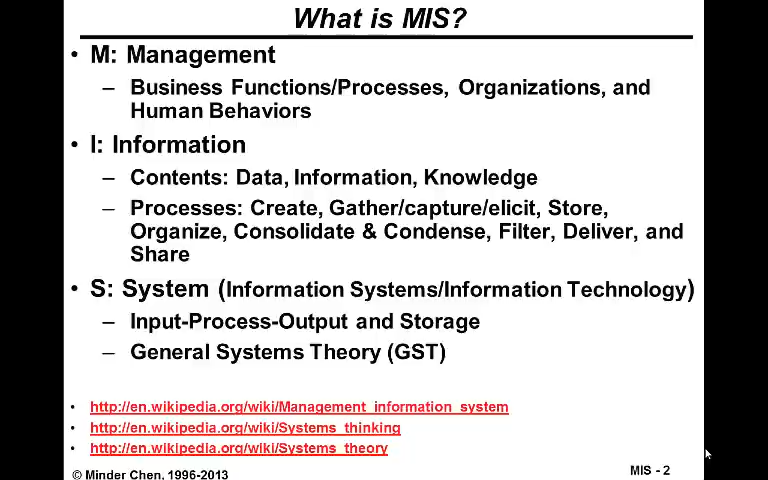 What is MIS?
• M: Management
– Business Functions/Processes, Organizations, and
Human Behaviors
• I: Information
– Contents: Data, Information, Knowledge
– Processes: Create, Gather/capture/elicit, Store,
Organize, Consolidate & Condense, Filter, Deliver, and
Share
• S: System (Information Systems/Information Technology)
– Input-Process-Output and Storage
– General Systems Theory (GST)
• http://en.wikipedia.org/wiki/Management_information_system
• http://en.wikipedia.org/wiki/Systems_thinking
• http://en.wikipedia.org/wiki/Systems_theory
© Minder Chen, 1996-2013
MIS - 2